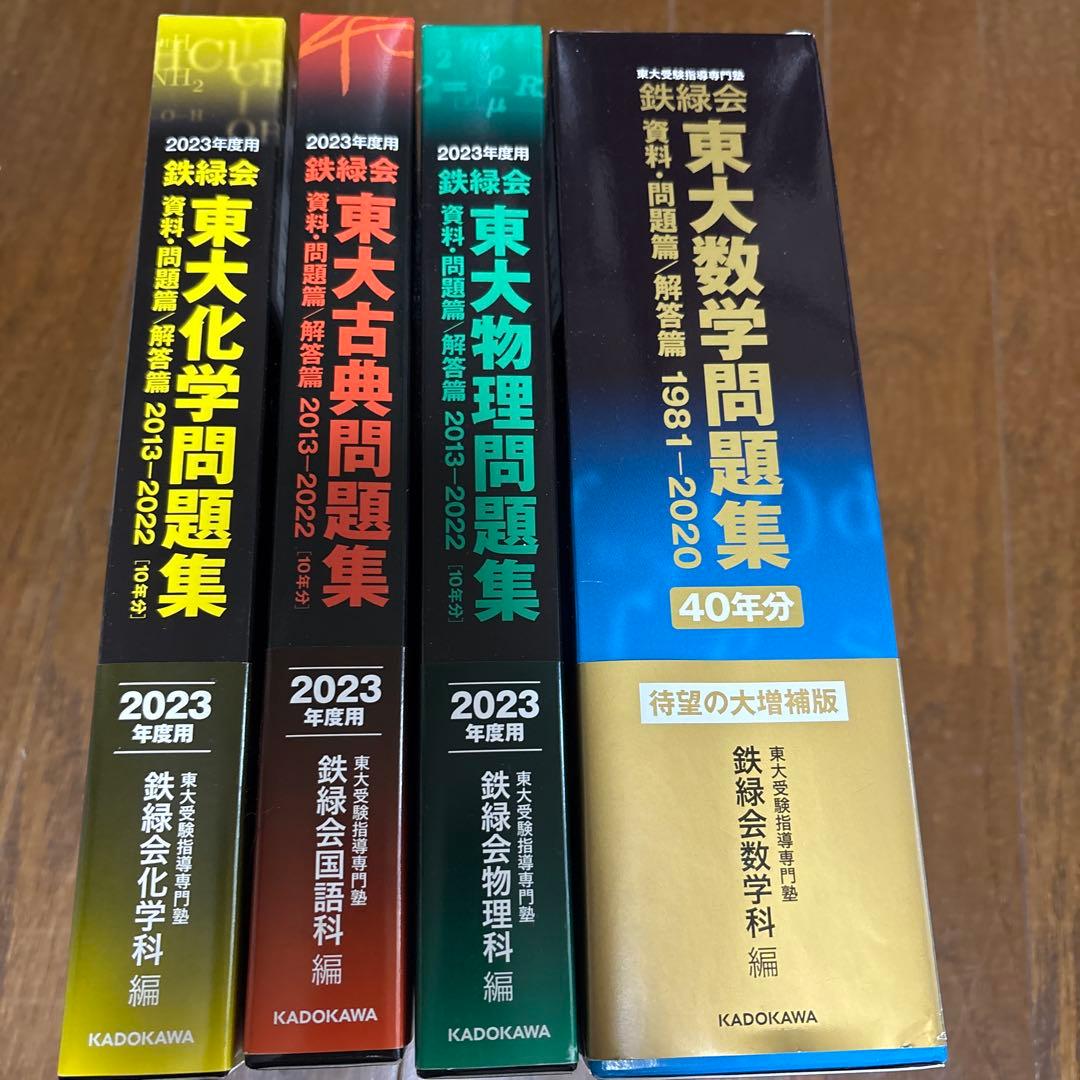 2023年度用
鉄緑会
東大化学問題集
資料・問題篇/解答篇 2013-2022 [10年分]
2023
年度用
東大受験指導専門塾
鉄緑会化学科 編
KADOKAWA
2023年度用
鉄緑会
東大古典問題集
資料・問題篇/解答篇 2013-2022 [10年分]
2023
年度用
東大受験指導専門塾
鉄緑会国語科 編
KADOKAWA
2023年度用
鉄緑会
東大物理問題集
資料・問題篇/解答篇 2013-2022 [10年分]
2023
年度用
東大受験指導専門塾
鉄緑会物理科 編
KADOKAWA
東大受験指導専門塾
鉄緑会
東大数学問題集
資料・問題篇/解答篇 1981-2020
40年分
待望の大増補版
東大受験指導専門塾
鉄緑会数学科 編
KADOKAWA